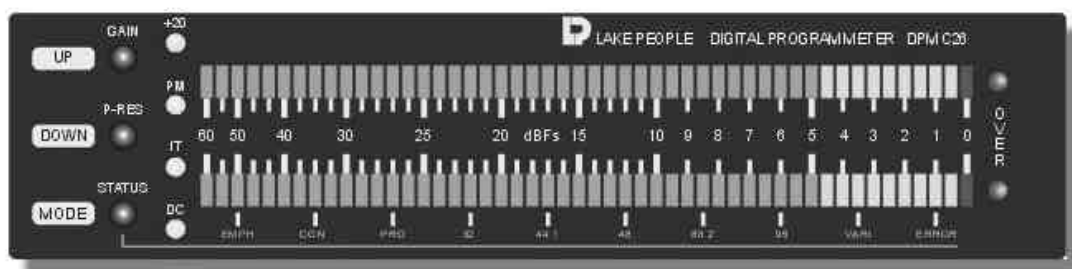 GAIN +20
LAKE PEOPLE DIGITAL PROGRAMMETER DPM C26
UP
PM
P-RES
DOWN
60 50 40 30 25 20 dBFs 15 10 9 8 7 6 5 4 3 2 1 0
OVER
IT
STATUS
MODE
DC
EMPH CON PRO 32 44.1 48 88.2 96 VARI ERROR